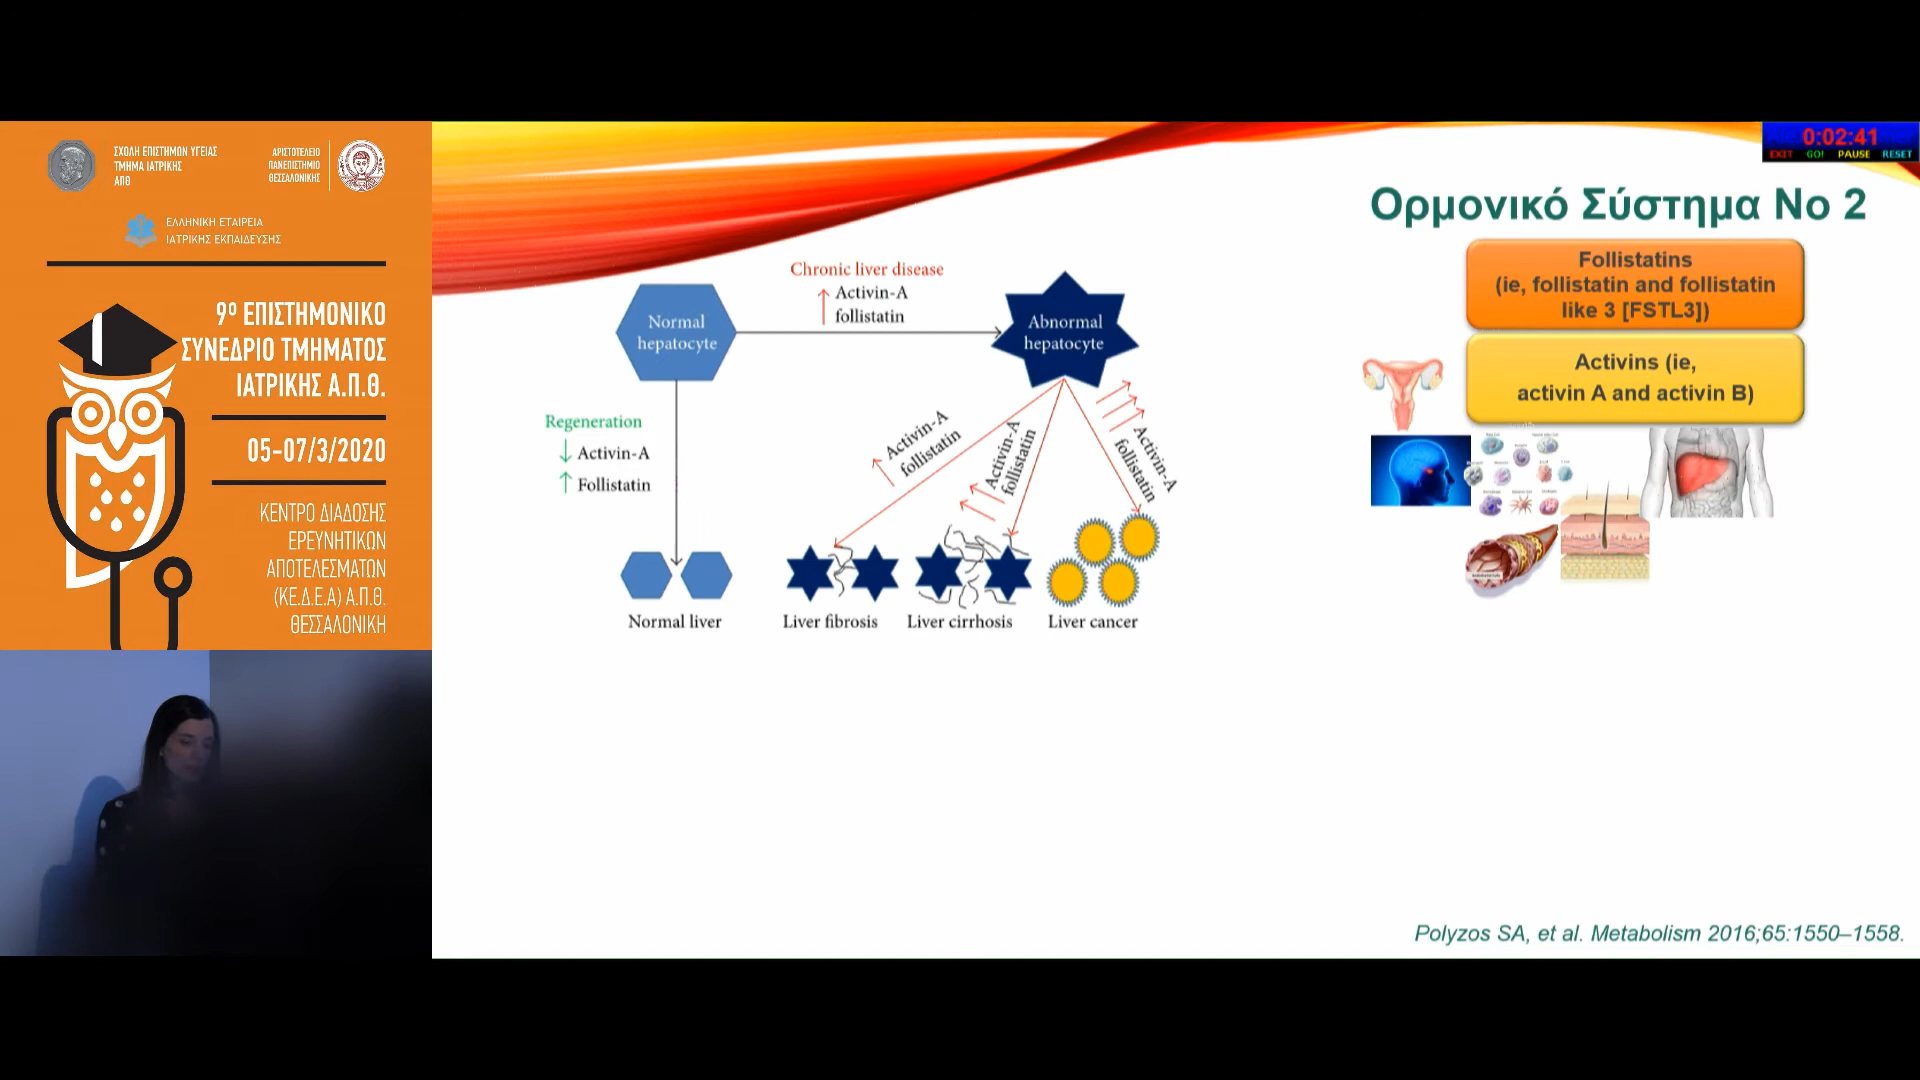 ΣΧΟΛΗ ΕΠΙΣΤΗΜΩΝ ΥΓΕΙΑΣ
ΤΜΗΜΑ ΙΑΤΡΙΚΗΣ
ΑΠΘ
ΑΡΙΣΤΟΤΕΛΕΙΟ
ΠΑΝΕΠΙΣΤΗΜΙΟ
ΘΕΣΣΑΛΟΝΙΚΗΣ
ΕΛΛΗΝΙΚΗ ΕΤΑΙΡΕΙΑ
ΙΑΤΡΙΚΗΣ ΕΚΠΑΙΔΕΥΣΗΣ
9º ΕΠΙΣΤΗΜΟΝΙΚΟ
ΣΥΝΕΔΡΙΟ ΤΜΗΜΑΤΟΣ
ΙΑΤΡΙΚΗΣ Α.Π.Θ.
05-07/3/2020
ΚΕΝΤΡΟ ΔΙΑΔΟΣΗΣ
ΕΡΕΥΝΗΤΙΚΩΝ
ΑΠΟΤΕΛΕΣΜΑΤΩΝ
(ΚΕ.Δ.Ε.Α) Α.Π.Θ.
ΘΕΣΣΑΛΟΝΙΚΗ
0:02:41
EXIT GO! PAUSE RESET
Ορμονικό Σύστημα Νο 2
Follistatins
(ie, follistatin and follistatin
like 3 [FSTL3])
Activins (ie,
activin A and activin B)
Chronic liver disease
Activin-A
follistatin
Normal
hepatocyte
Abnormal
hepatocyte
Regeneration
Activin-A
Follistatin
Activin-A
follistatin
Activin-A
follistatin
Activin-A
follistatin
Normal liver
Liver fibrosis
Liver cirrhosis
Liver cancer
Polyzos SA, et al. Metabolism 2016;65:1550–1558.